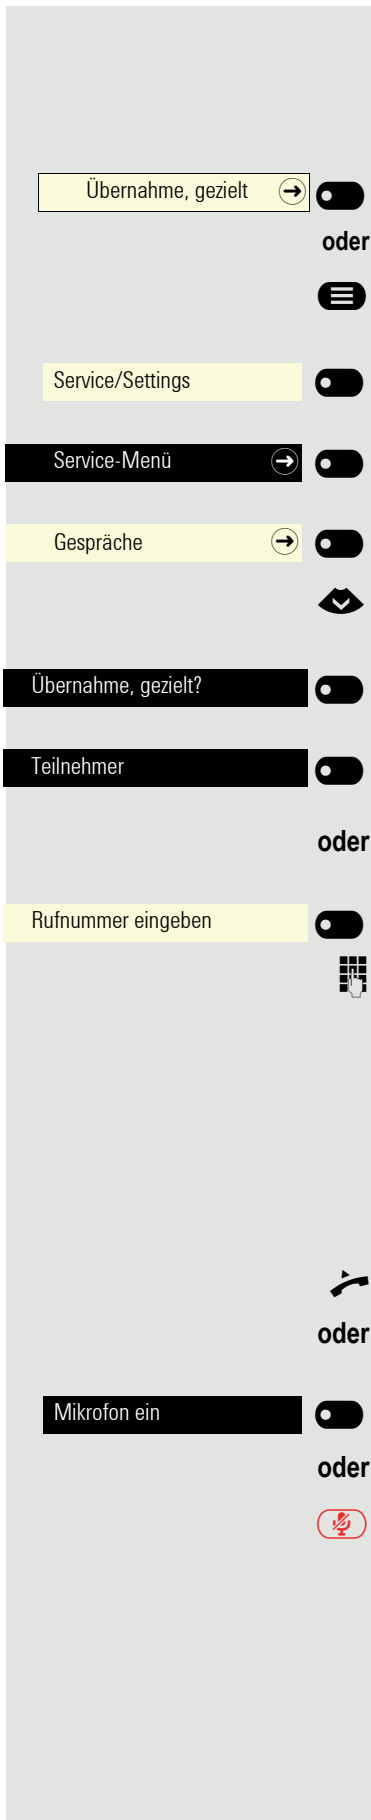 Übernahme, gezielt
oder
Service/Settings
Service-Menü
Gespräche
Übernahme, gezielt?
Teilnehmer
oder
Rufnummer eingeben
oder
Mikrofon ein
oder